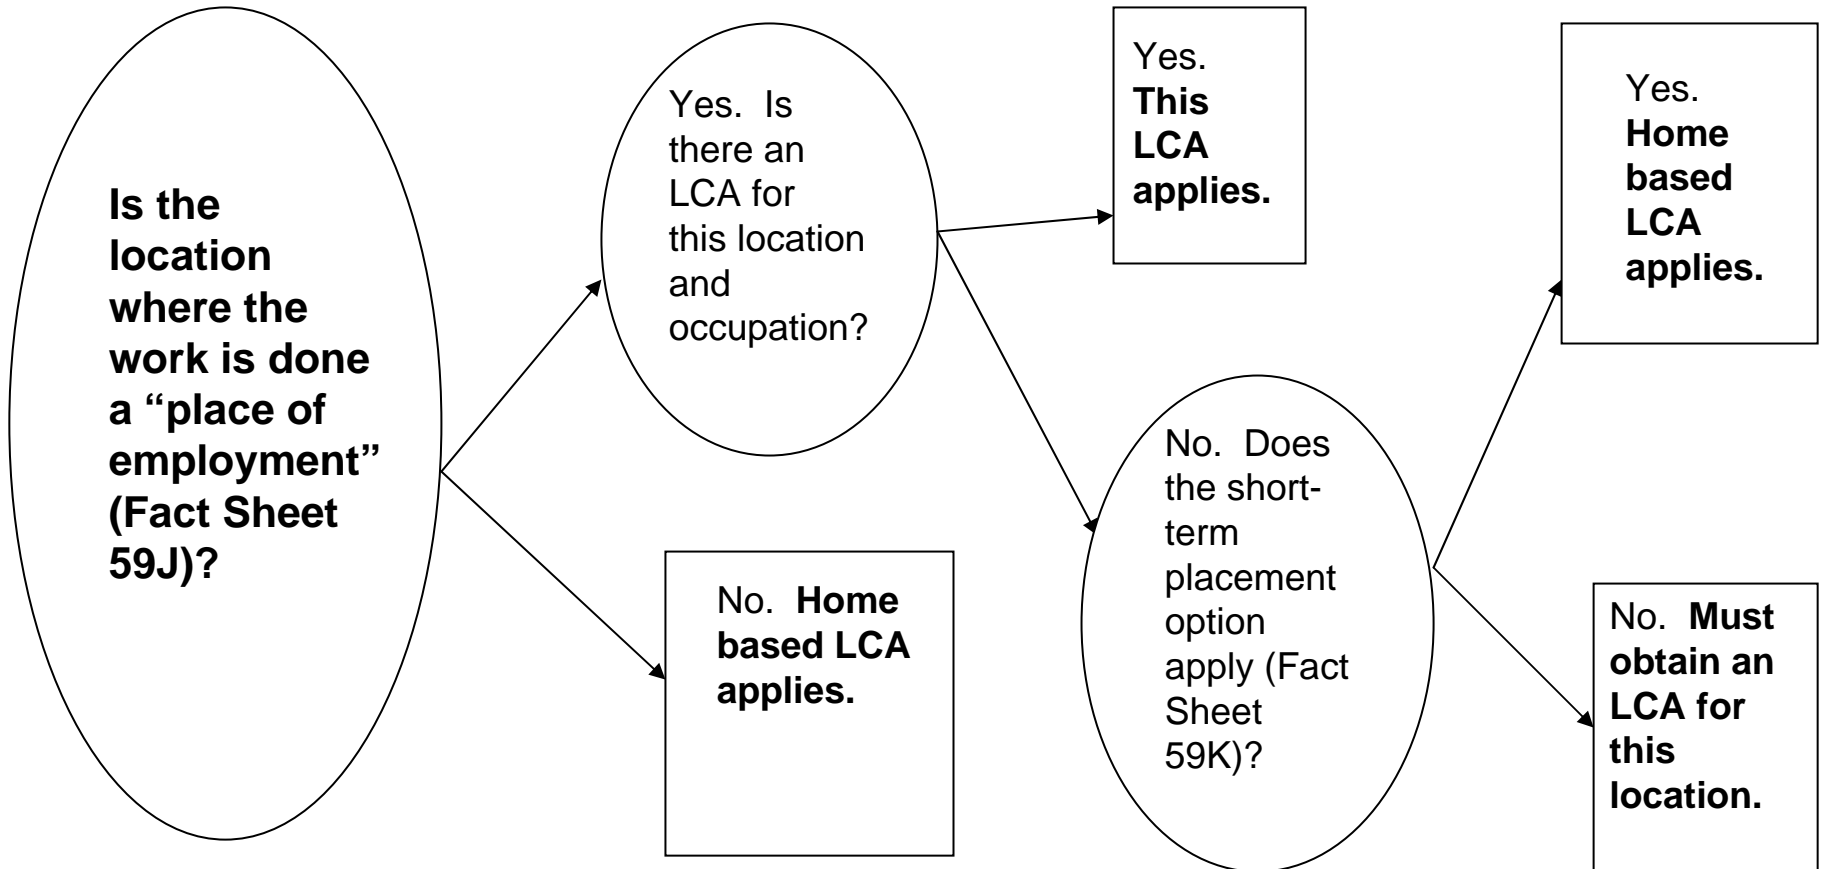 Is the
location
where the
work is done
a “place of
employment”
(Fact Sheet
59J)?
Yes.  Is
there an
LCA for
this location
and
occupation?
No.  Home
based LCA
applies.
Yes.
This
LCA
applies.
No.  Does
the short-
term
placement
option
apply (Fact
Sheet
59K)?
Yes.
Home
based
LCA
applies.
No.  Must
obtain an
LCA for
this
location.